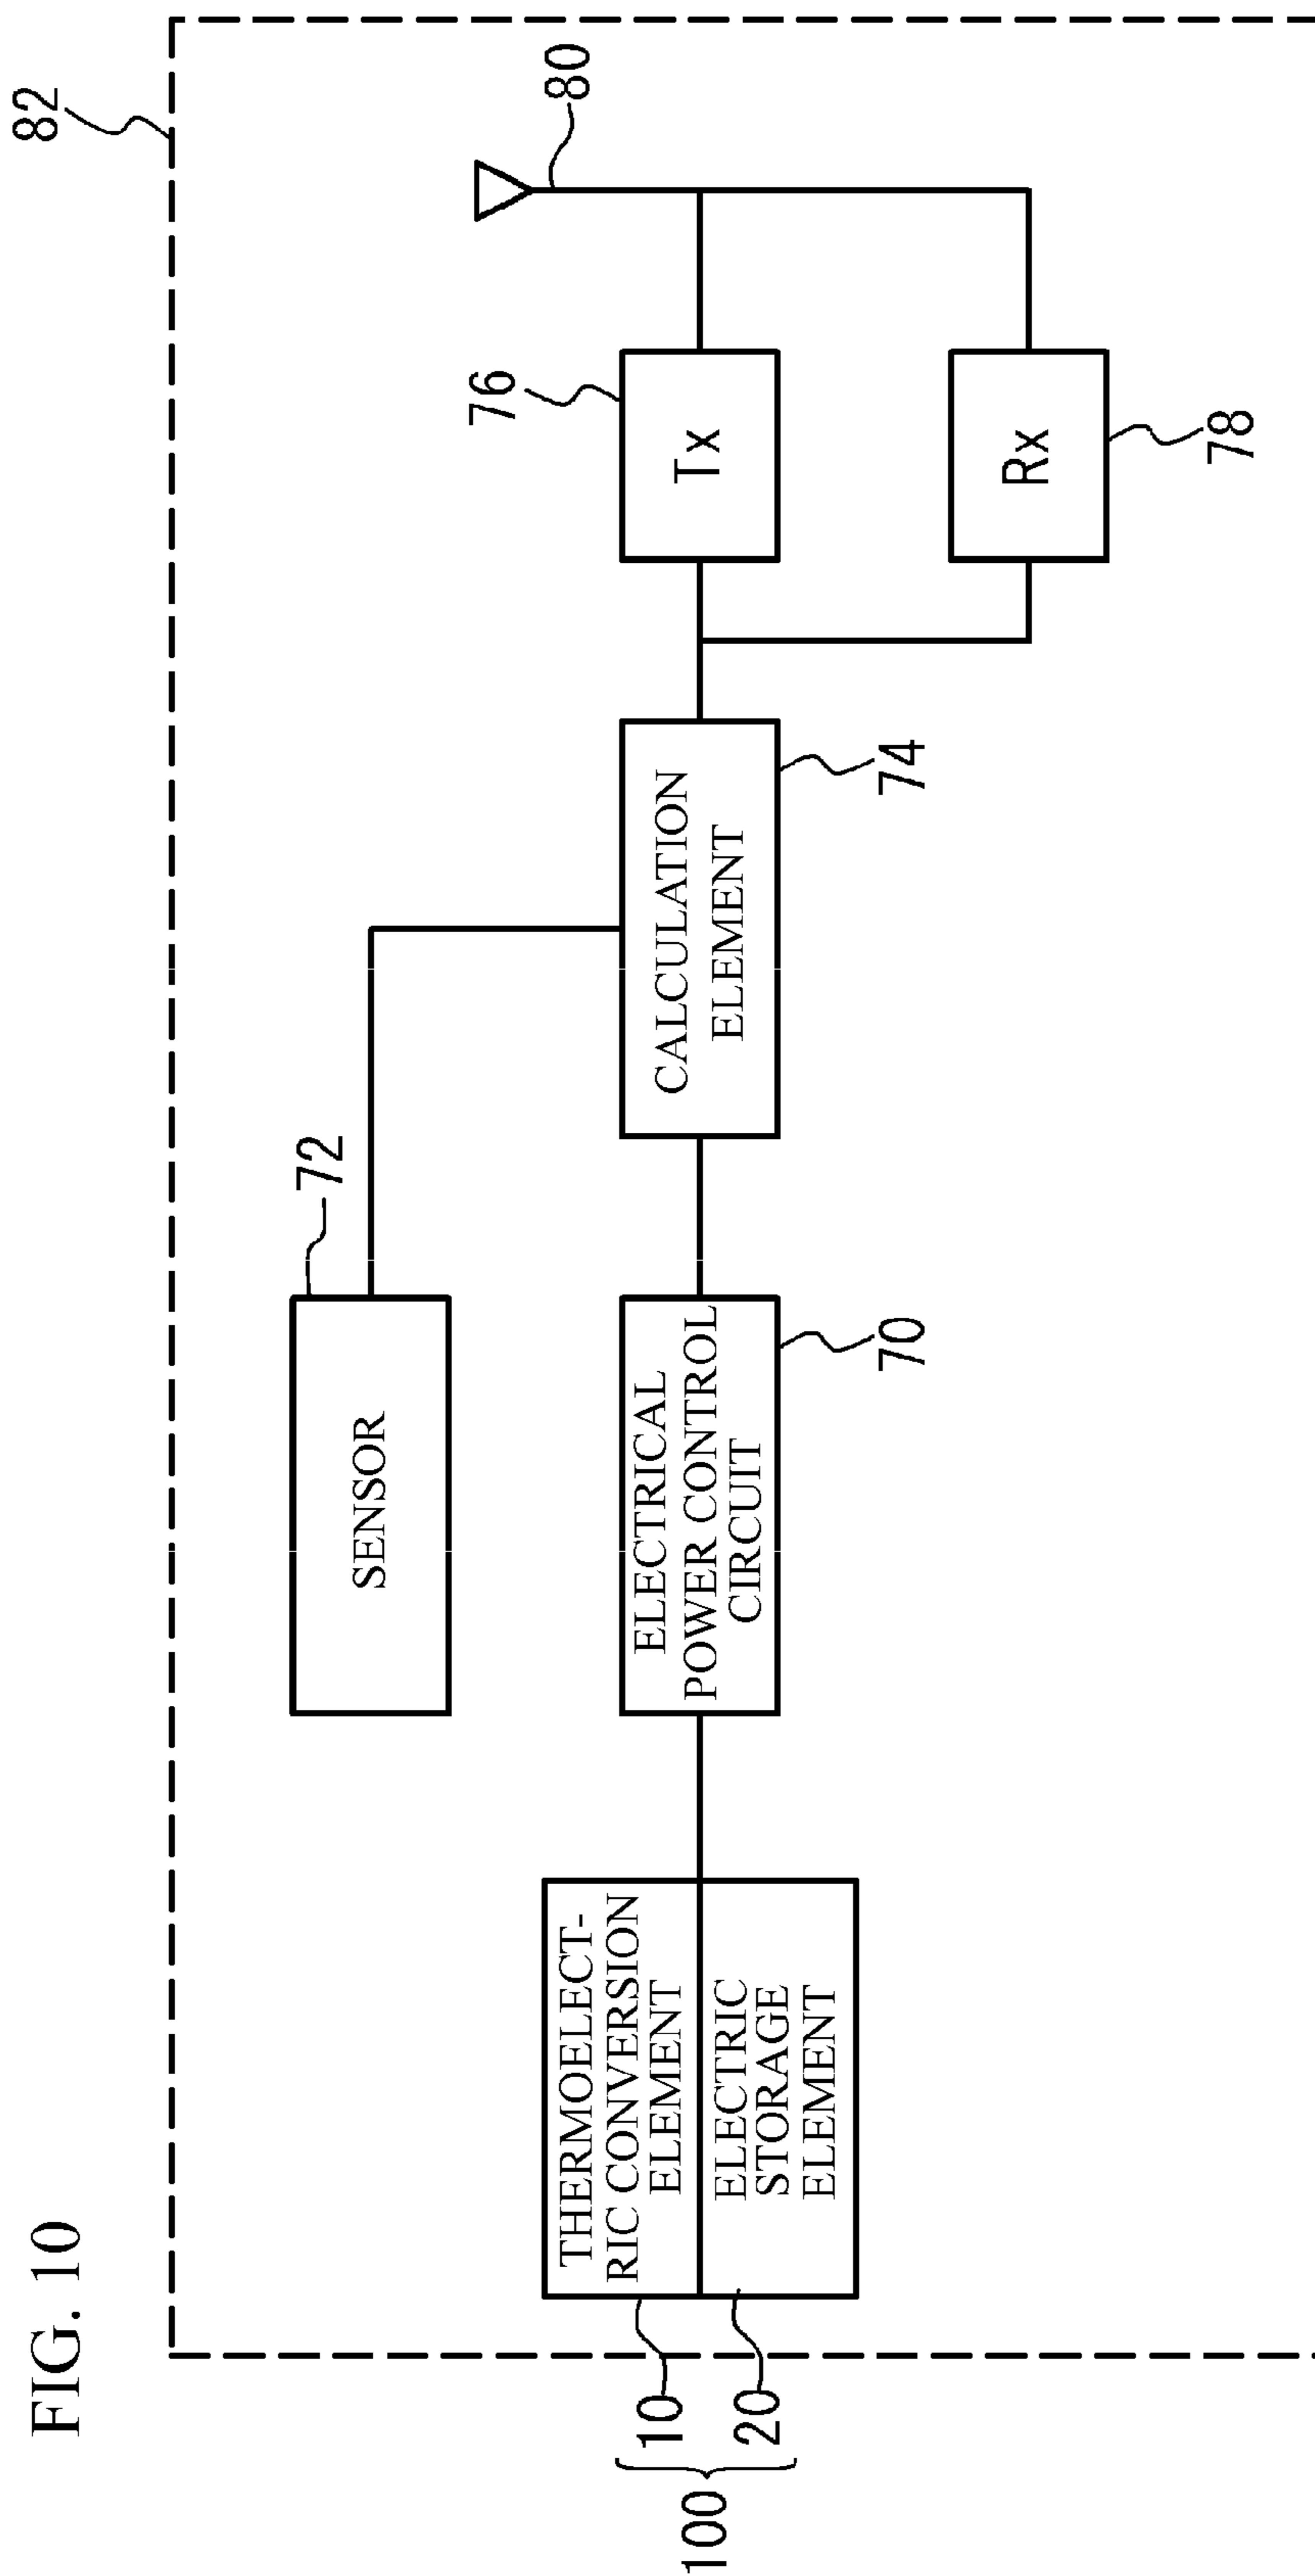 FIG. 10
82
80
72
SENSOR
76
Tx
THERMOELECT-
RIC CONVERSION
ELEMENT
ELECTRIC
STORAGE
ELEMENT
ELECTRICAL
POWER CONTROL
CIRCUIT
CALCULATION
ELEMENT
Rx
10
20
100
70
74
78